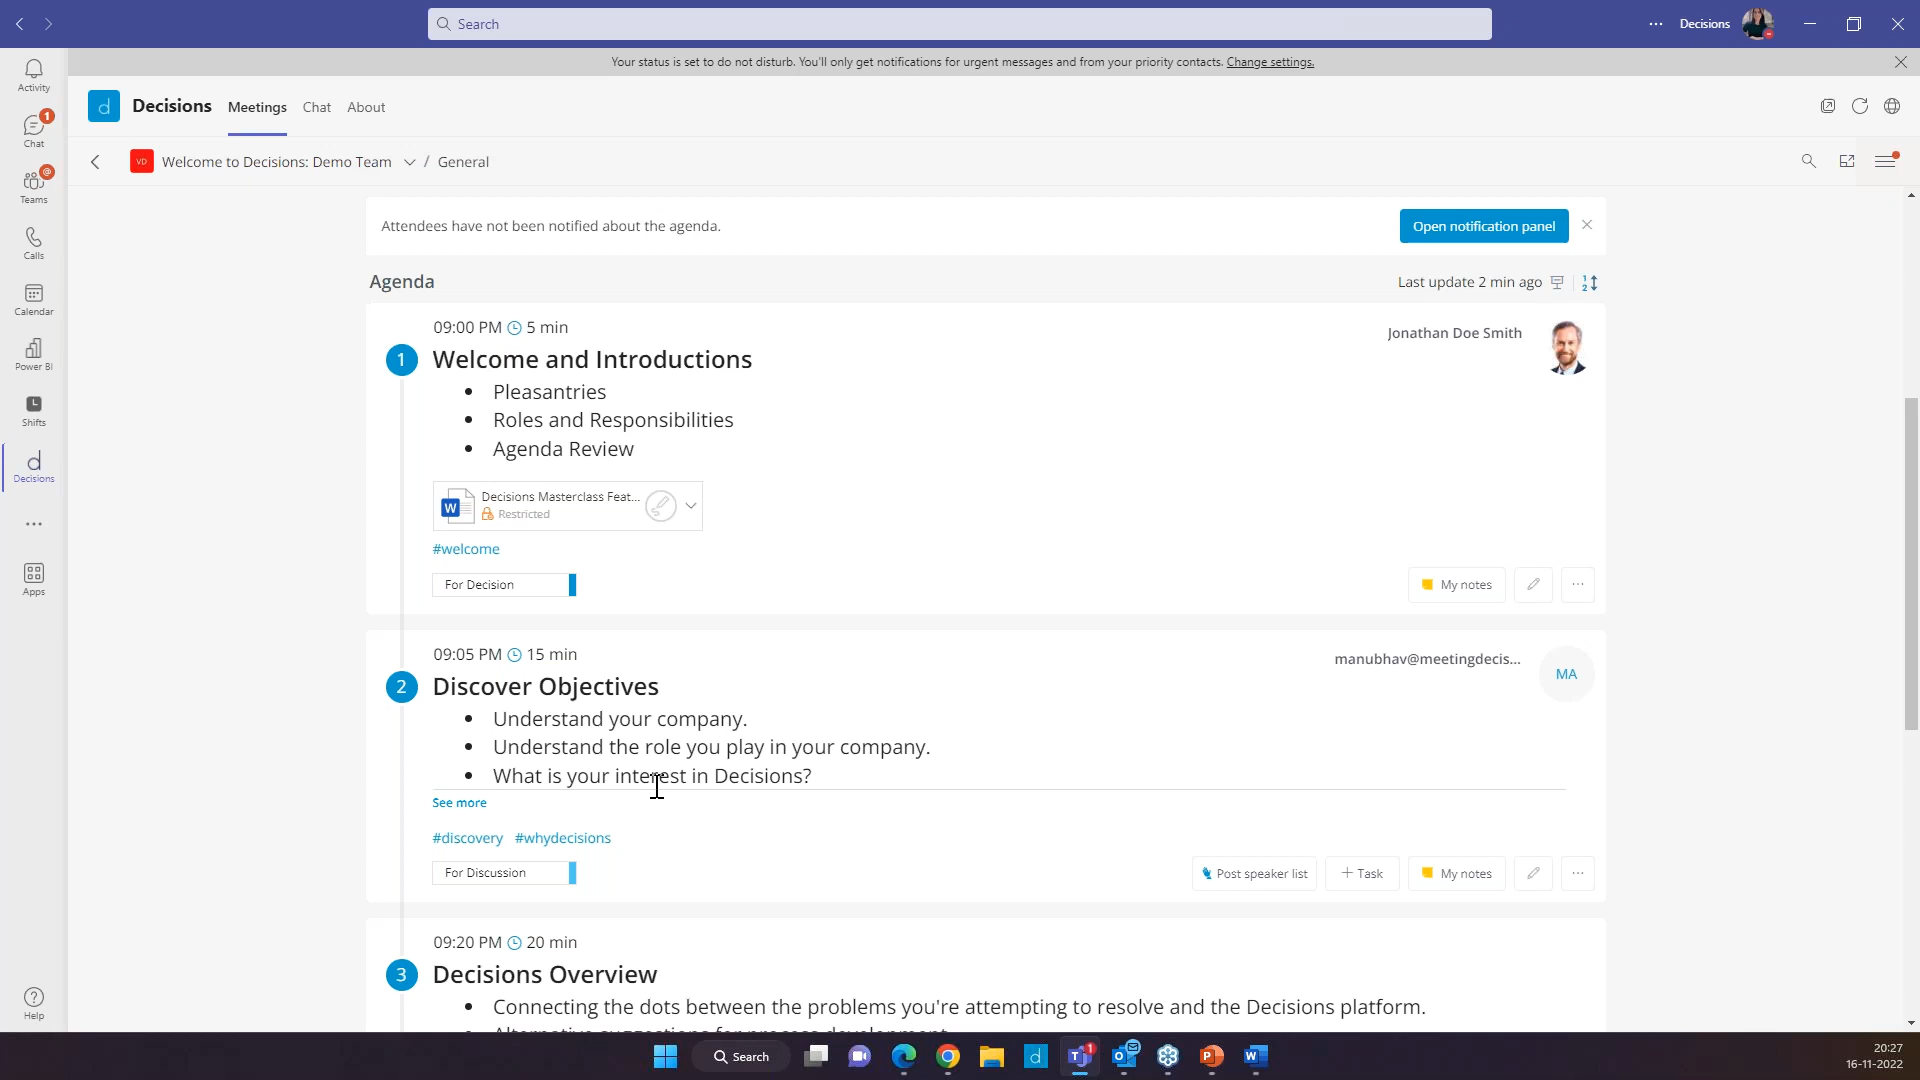 Search
Decisions
Your status is set to do not disturb. You'll only get notifications for urgent messages and from your priority contacts. Change settings.
Activity
1
Chat
@
Teams
Calls
Calendar
Power BI
Shifts
d
Decisions
Apps
Help
d
Decisions
Meetings
Chat
About
VD
Welcome to Decisions: Demo Team / General
Attendees have not been notified about the agenda.
Open notification panel
Agenda
Last update 2 min ago
09:00 PM 5 min
Jonathan Doe Smith
1
Welcome and Introductions
• Pleasantries
• Roles and Responsibilities
• Agenda Review
W
Decisions Masterclass Feat...
Restricted
#welcome
For Decision
My notes
09:05 PM 15 min
manubhav@meetingdecis...
MA
2
Discover Objectives
• Understand your company.
• Understand the role you play in your company.
• What is your interest in Decisions?
See more
#discovery #whydecisions
For Discussion
Post speaker list
+ Task
My notes
09:20 PM 20 min
3
Decisions Overview
• Connecting the dots between the problems you're attempting to resolve and the Decisions platform.
Search
20:27
16-11-2022